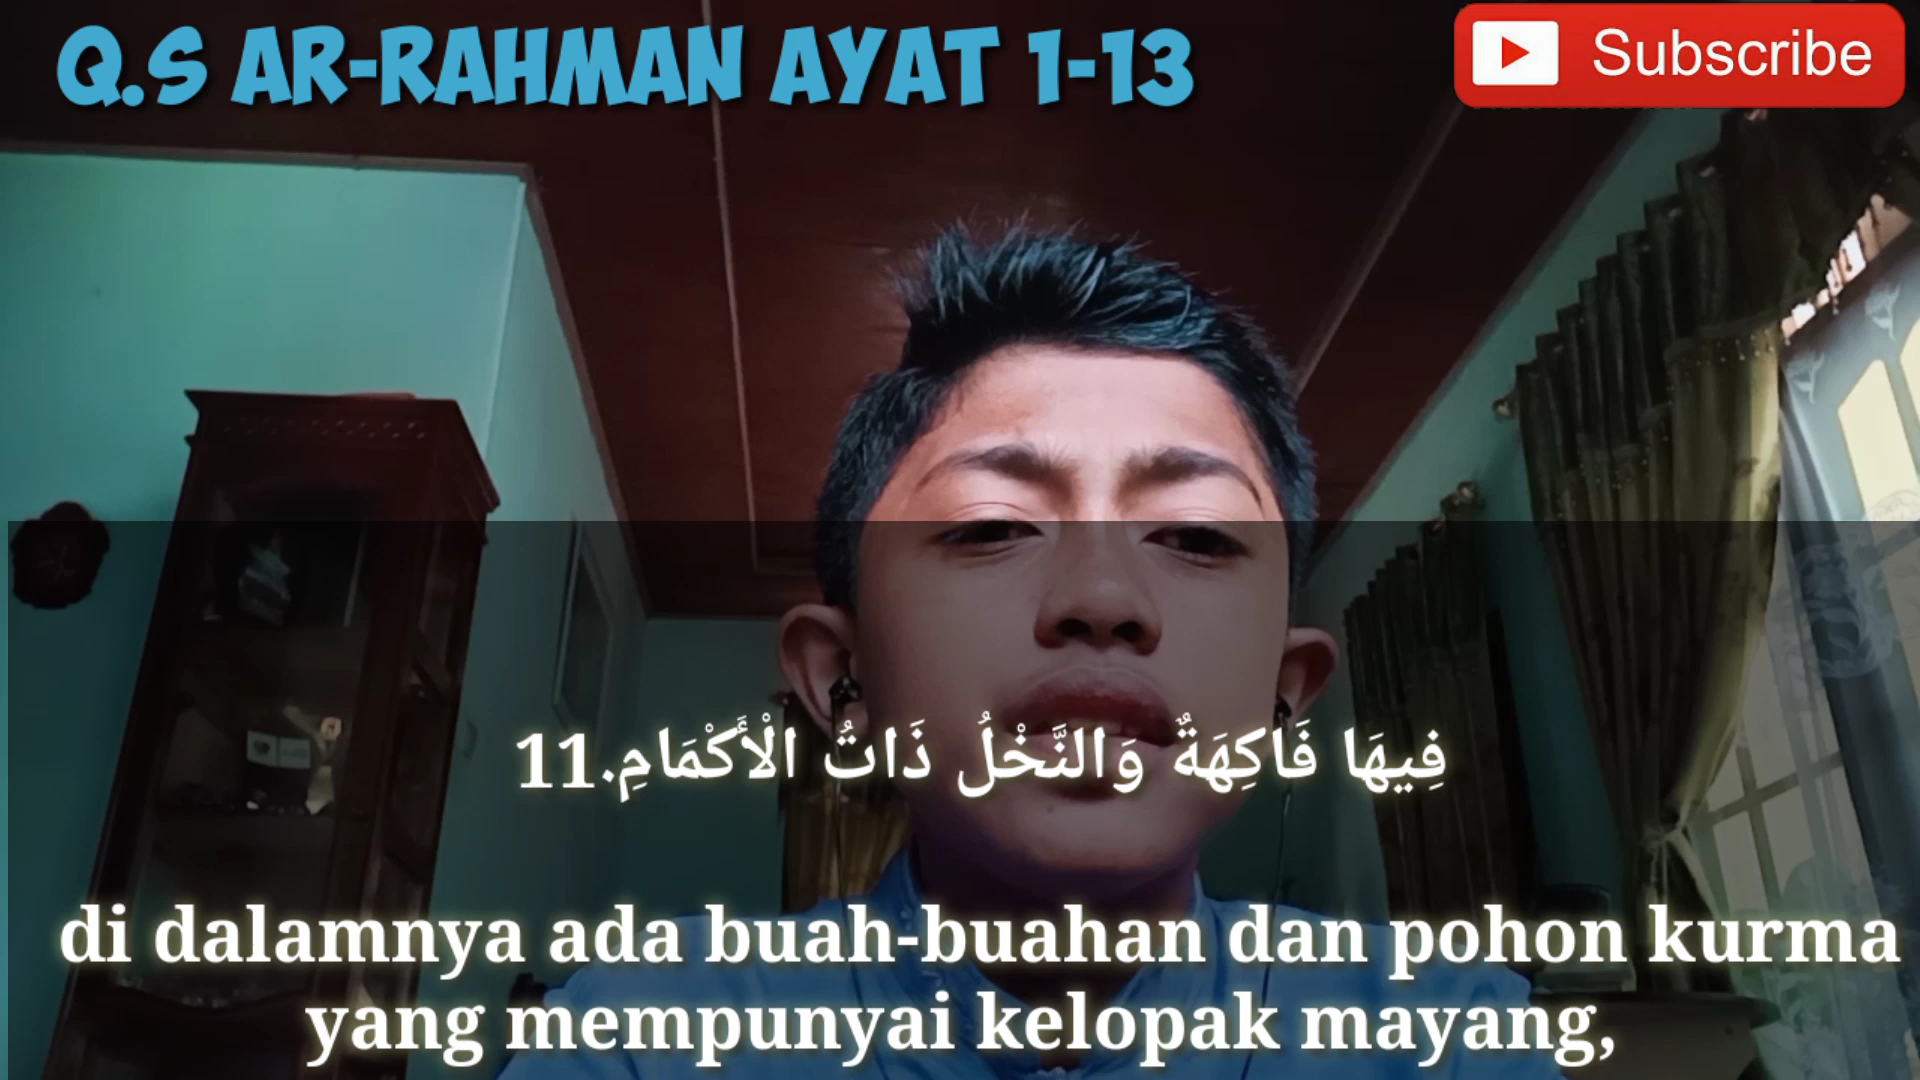 Q.S AR-RAHMAN AYAT 1-13
Subscribe
فِيهَا فَاكِهَةٌ وَالنَّخْلُ ذَاتُ الْأَكْمَامِ.11
di dalamnya ada buah-buahan dan pohon kurma
yang mempunyai kelopak mayang,